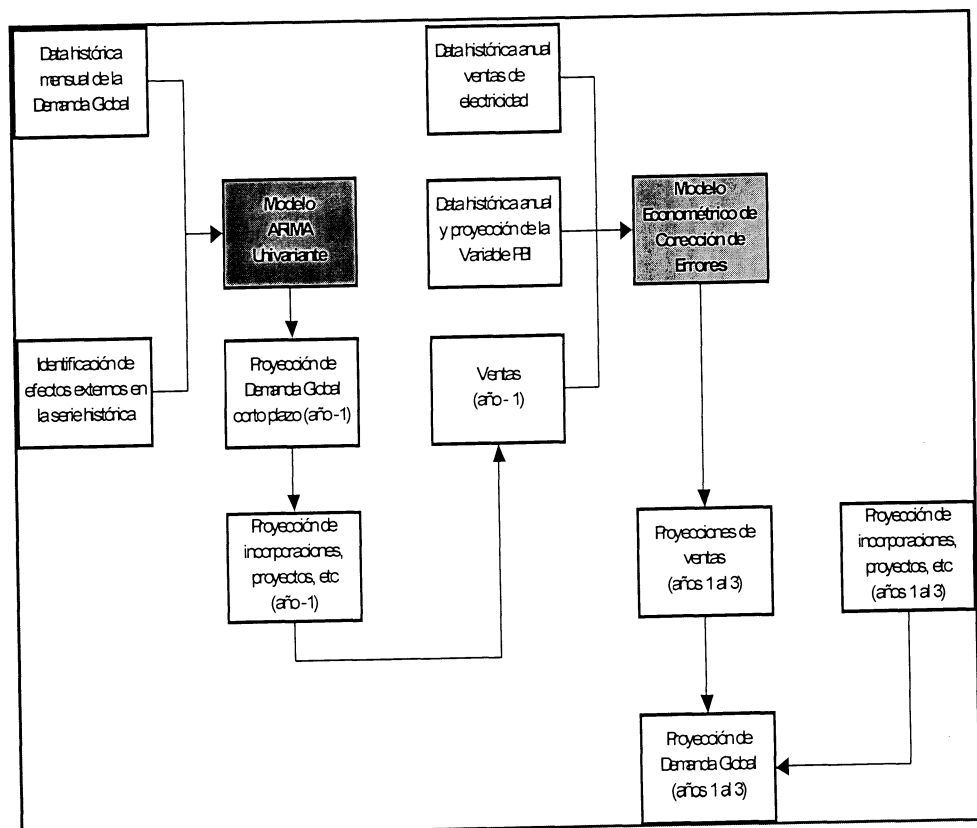 Data histórica
mensual de la
Demanda Global
Identificación de
efectos externos en
la serie histórica
Modelo
ARIMA
Univariante
Proyección de
Demanda Global
corto plazo (año -1)
Proyección de
incorporaciones,
proyectos, etc
(año -1)
Data histórica anual
ventas de
electricidad
Data histórica anual
y proyección de la
Variable PBI
Ventas
(año - 1)
Modelo
Econométrico de
Corección de
Errores
Proyecciones de
ventas
(años 1 al 3)
Proyección de
incorporaciones,
proyectos, etc
(años 1 al 3)
Proyección de
Demanda Global
(años 1 al 3)